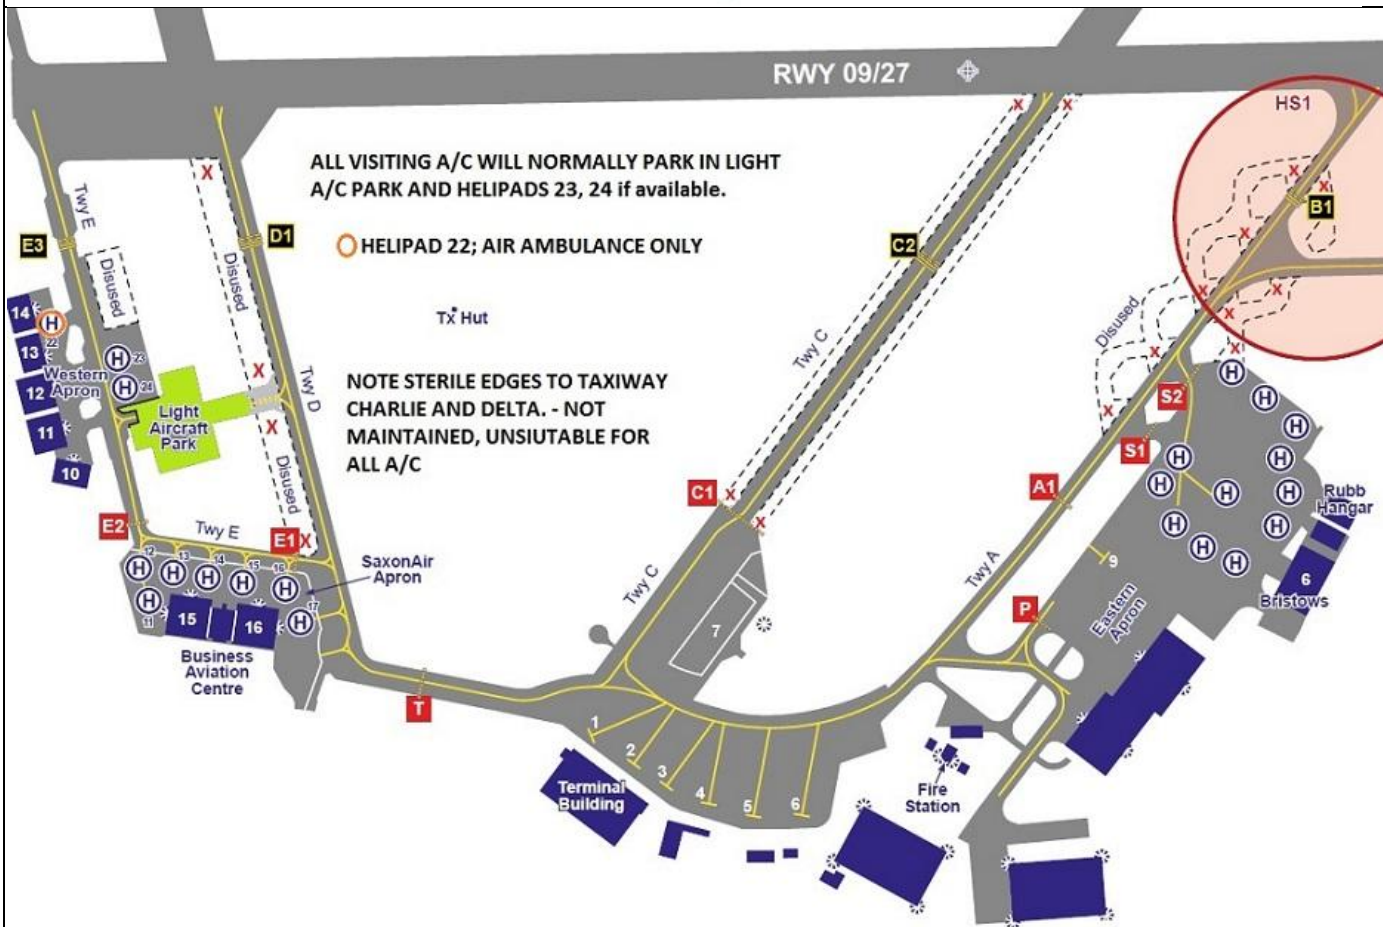 RWY 09/27
HS1
ALL VISITING A/C WILL NORMALLY PARK IN LIGHT
A/C PARK AND HELIPADS 23, 24 if available.
HELIPAD 22; AIR AMBULANCE ONLY
Tx Hut
NOTE STERILE EDGES TO TAXIWAY
CHARLIE AND DELTA. - NOT
MAINTAINED, UNSIUTABLE FOR
ALL A/C
Twy E
E3
D1
C2
B1
Disused
Disused
X
14
H
22
13
Western
Apron
12
11
10
H
23
H
24
Light
Aircraft
Park
X
X
Disused
Twy D
Twy C
X
X
Disused
X
X
X
X
X
X
X
X
X
S2
S1
E2
Twy E
E1
X
C1
X
X
A1
Rubb
Hangar
SaxonAir
Apron
12
13
14
15
16
17
11
H
H
H
H
H
H
H
15
16
Business
Aviation
Centre
Twy C
7
Twy A
9
P
Eastern
Apron
H
H
H
H
H
H
H
H
H
H
H
H
6
Bristows
T
1
2
3
4
5
6
Terminal
Building
Fire
Station